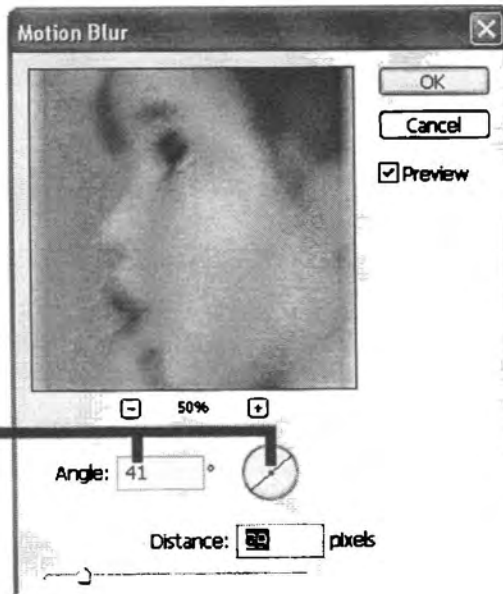 Motion Blur
OK
Cancel
Preview
50%
Angle: 41 °
Distance: pixels